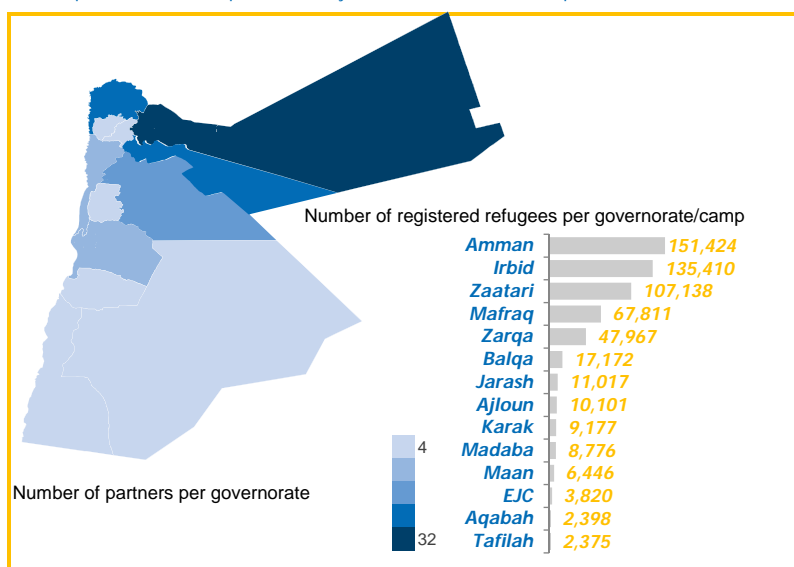 Number of registered refugees per governorate/camp
Amman 151,424
Irbid 135,410
Zaatari 107,138
Mafraq 67,811
Zarqa 47,967
Balqa 17,172
Jarash 11,017
Ajloun 10,101
Karak 9,177
Madaba 8,776
Maan 6,446
EJC 3,820
Aqabah 2,398
Tafilah 2,375
4
Number of partners per governorate
32